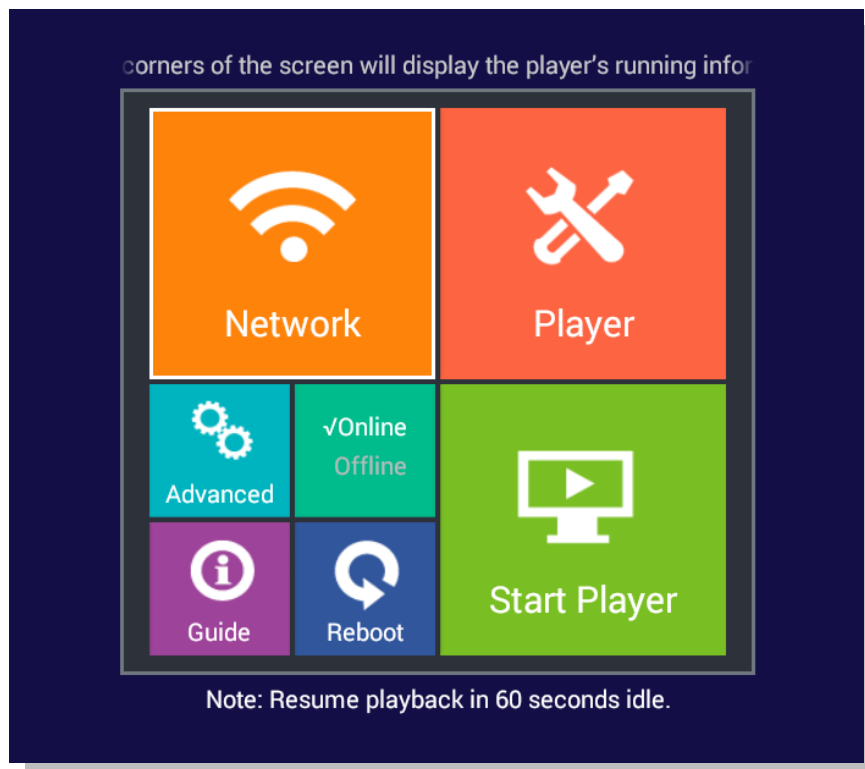 corners of the screen will display the player's running infor
Network
Player
Advanced
√Online
Offline
Guide
Reboot
Start Player
Note: Resume playback in 60 seconds idle.